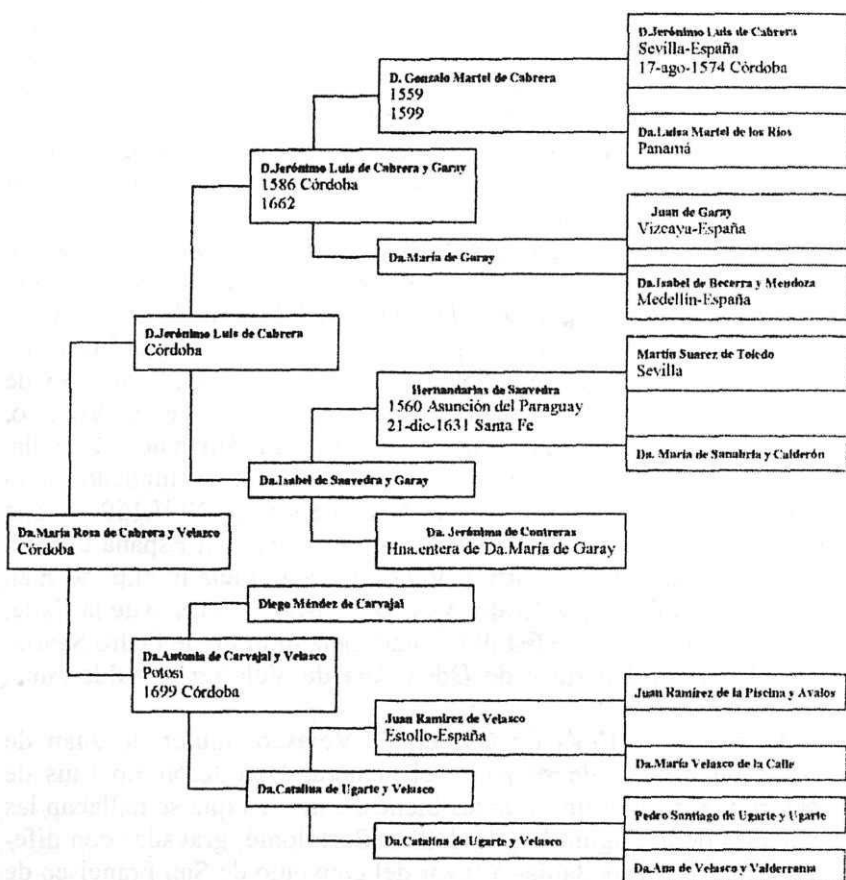 D.Jerónimo Luis de Cabrera
Sevilla-España
17-ago-1574 Córdoba
D. Gonzalo Martel de Cabrera
1559
1599
Da.Luisa Martel de los Ríos
Panamá
D.Jerónimo Luis de Cabrera y Garay
1586 Córdoba
1662
Juan de Garay
Vizcaya-España
Da.María de Garay
Da.Isabel de Becerra y Mendoza
Medellín-España
D.Jerónimo Luis de Cabrera
Córdoba
Martín Suarez de Toledo
Sevilla
Hernandarias de Saavedra
1560 Asunción del Paraguay
21-dic-1631 Santa Fe
Da. María de Sanabria y Calderón
Da.Isabel de Saavedra y Garay
Da. Jerónima de Contreras
Hna.entera de Da.María de Garay
Da.María Rosa de Cabrera y Velazco
Córdoba
Diego Méndez de Carvajal
Da.Antonia de Carvajal y Velasco
Potosí
1699 Córdoba
Juan Ramírez de la Piscina y Avalos
Juan Ramírez de Velasco
Estollo-España
Da.María Velasco de la Calle
Da.Catalina de Ugarte y Velasco
Pedro Santiago de Ugarte y Ugarte
Da.Catalina de Ugarte y Velasco
Da.Ana de Velasco y Valderrama